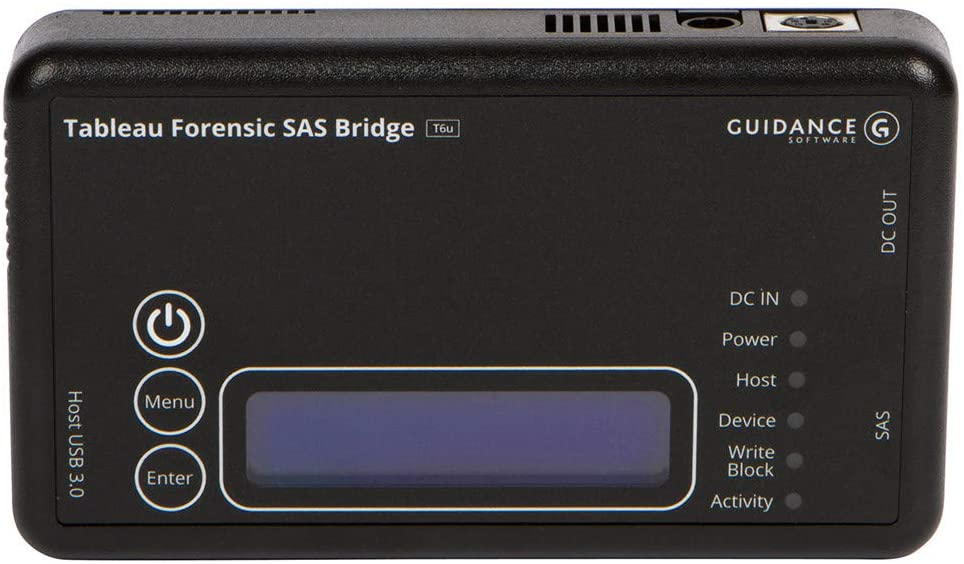 Tableau Forensic SAS Bridge T6u
GUIDANCE G
SOFTWARE
DC OUT
DC IN
Power
Host
Menu
Device
SAS
Host USB 3.0
Write
Block
Enter
Activity